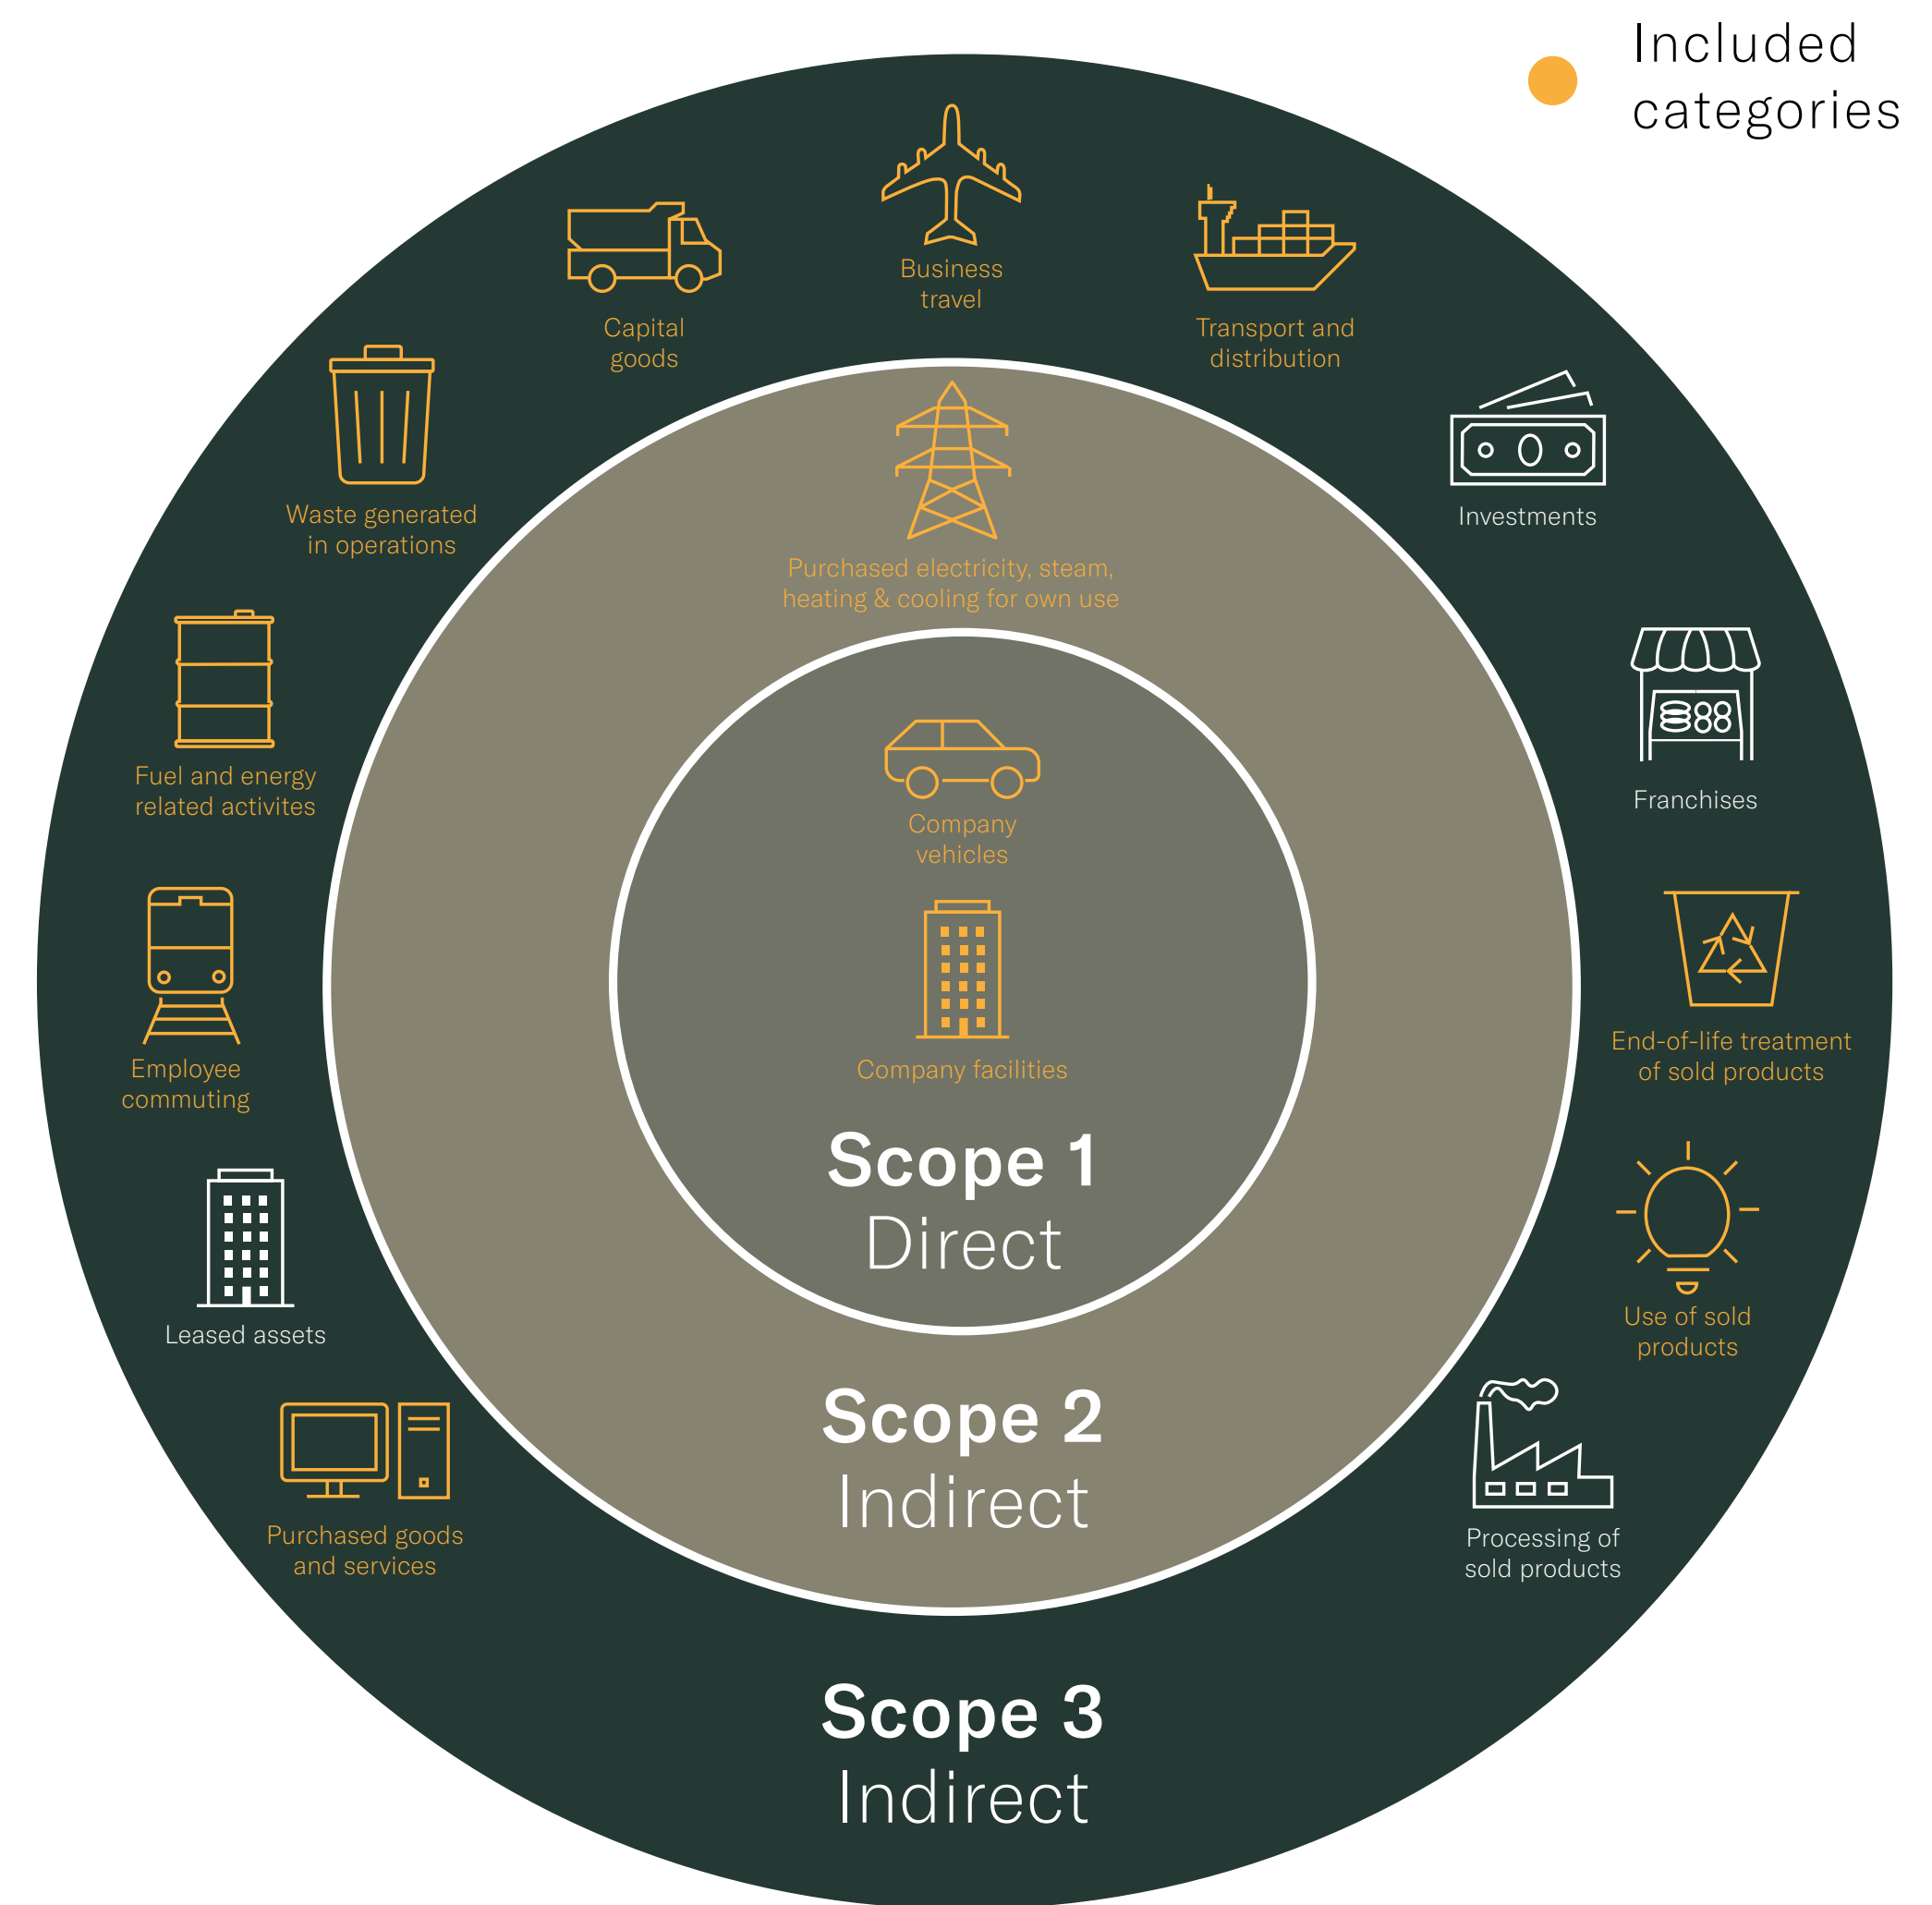 Included
categories
Business
travel
Capital
goods
Transport and
distribution
Waste generated
in operations
Investments
Purchased electricity, steam,
heating & cooling for own use
Fuel and energy
related activites
Company
vehicles
Franchises
Employee
commuting
Company facilities
End-of-life treatment
of sold products
Scope 1
Direct
Leased assets
Use of sold
products
Scope 2
Indirect
Purchased goods
and services
Processing of
sold products
Scope 3
Indirect